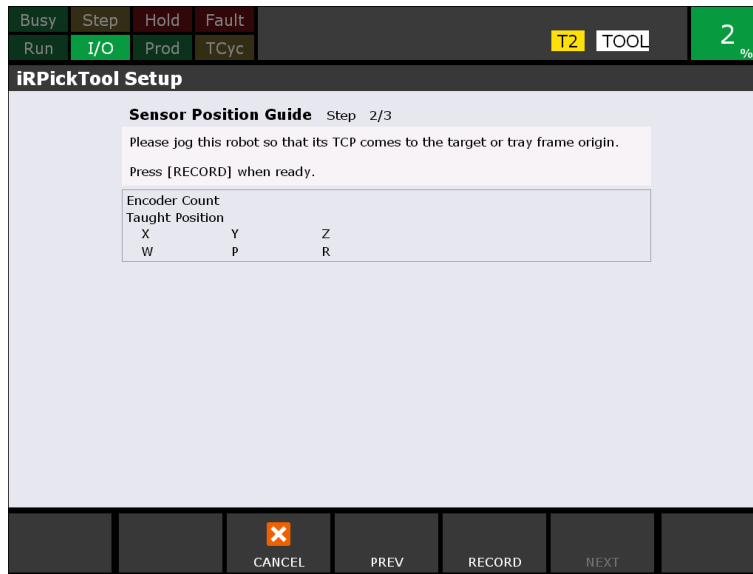 Busy Step Hold Fault
Run I/O Prod TCyc T2 TOOL 2 %
iRPickTool Setup
Sensor Position Guide Step 2/3
Please jog this robot so that its TCP comes to the target or tray frame origin.
Press [RECORD] when ready.
Encoder Count
Taught Position
X Y Z
W P R
CANCEL PREV RECORD NEXT